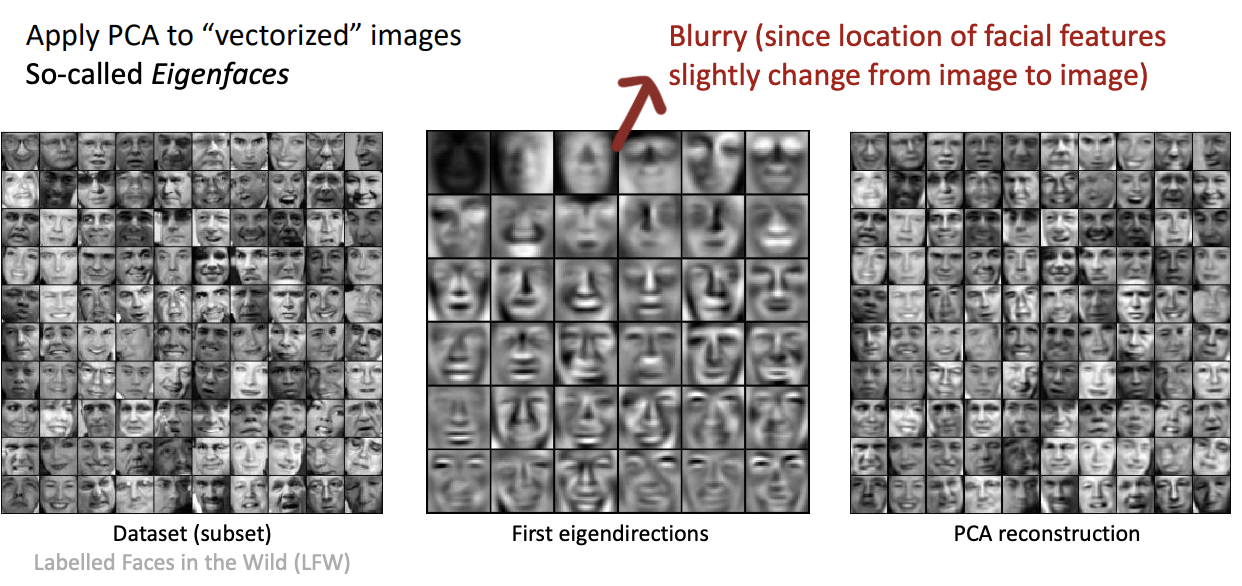 Apply PCA to “vectorized” images
So-called Eigenfaces
Blurry (since location of facial features
slightly change from image to image)
Dataset (subset)
Labelled Faces in the Wild (LFW)
First eigendirections
PCA reconstruction